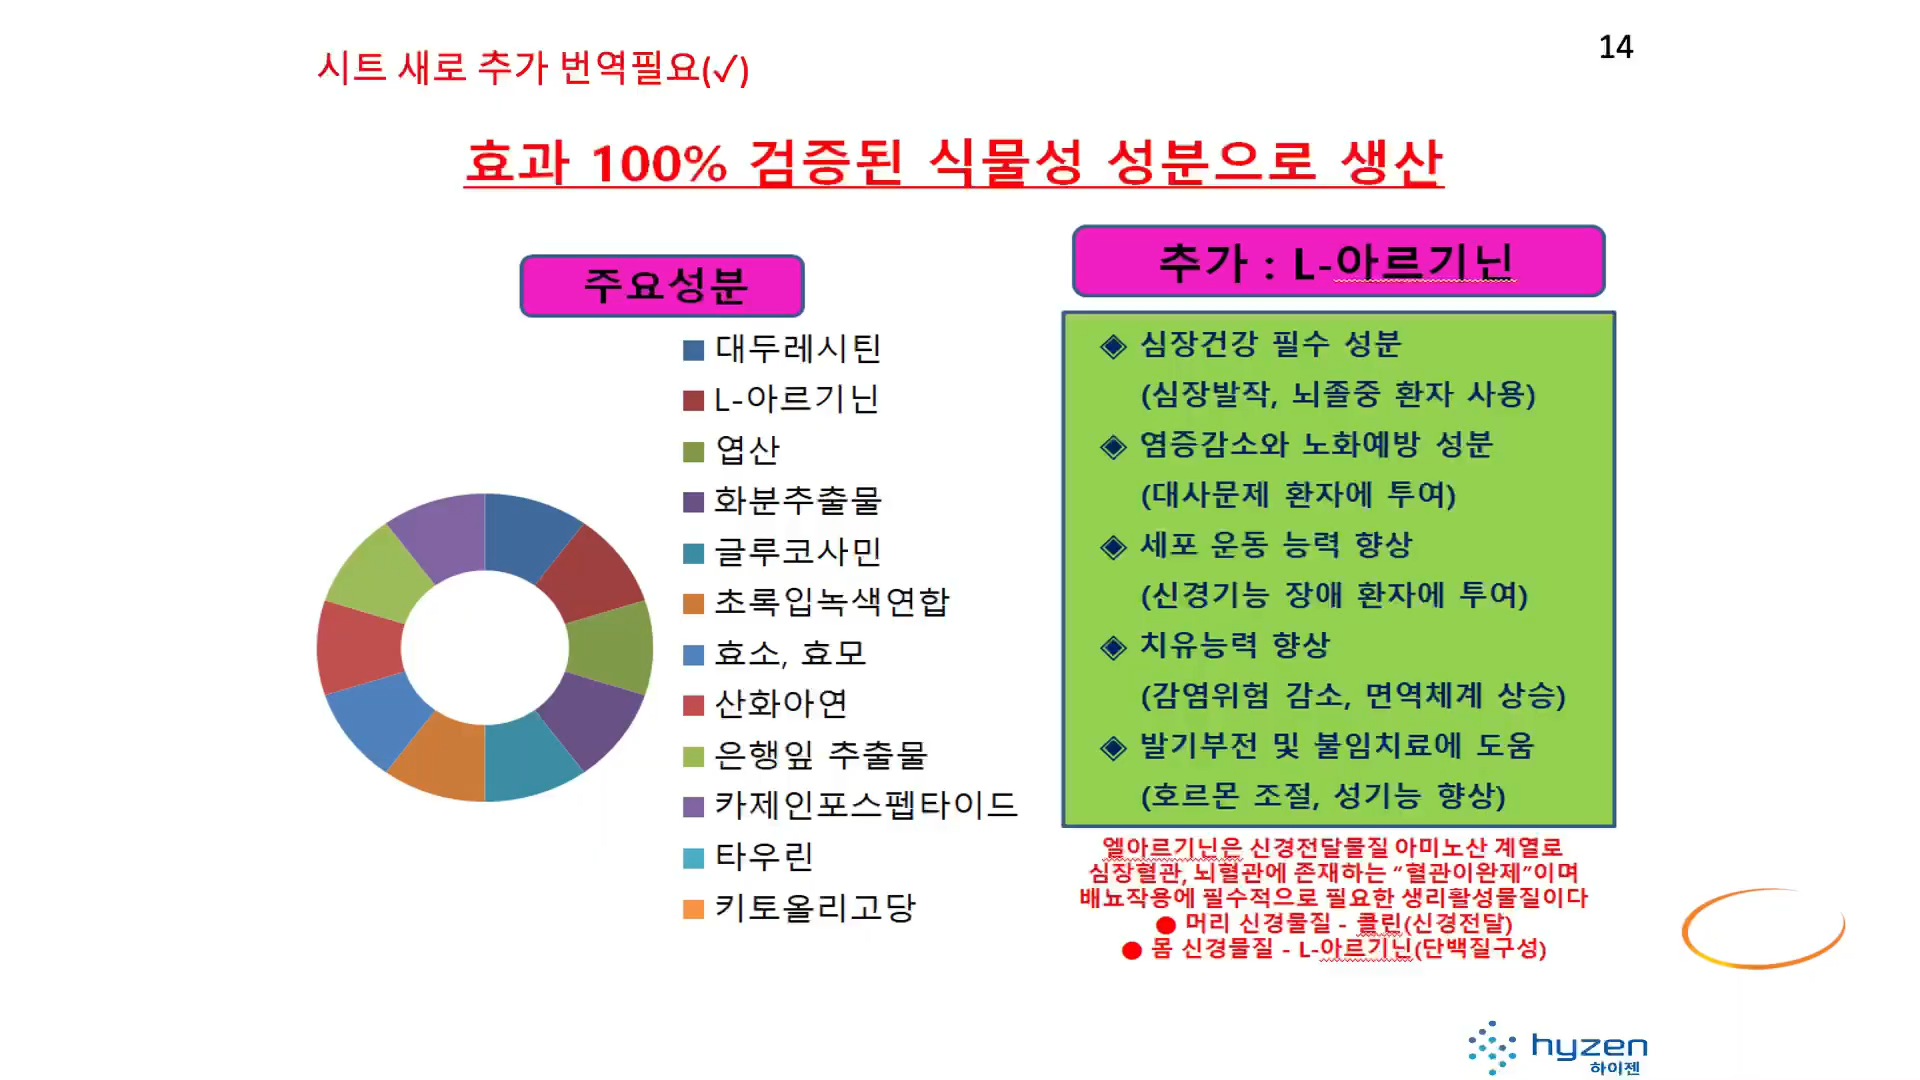 시트 새로 추가 번역필요(✓)
14
효과 100% 검증된 식물성 성분으로 생산
주요성분
대두레시틴
L-아르기닌
엽산
화분추출물
글루코사민
초록입녹색연합
효소, 효모
산화아연
은행잎 추출물
카제인포스펩타이드
타우린
키토올리고당
추가 : L-아르기닌
◈ 심장건강 필수 성분
(심장발작, 뇌졸중 환자 사용)
◈ 염증감소와 노화예방 성분
(대사문제 환자에 투여)
◈ 세포 운동 능력 향상
(신경기능 장애 환자에 투여)
◈ 치유능력 향상
(감염위험 감소, 면역체계 상승)
◈ 발기부전 및 불임치료에 도움
(호르몬 조절, 성기능 향상)
엘아르기닌은 신경전달물질 아미노산 계열로
심장혈관, 뇌혈관에 존재하는 “혈관이완제”이며
배뇨작용에 필수적으로 필요한 생리활성물질이다
● 머리 신경물질 - 콜린(신경전달)
● 몸 신경물질 - L-아르기닌(단백질구성)
hyzen
하이젠